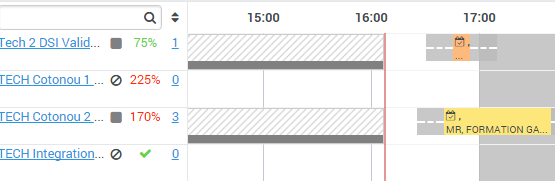 15:00 16:00 17:00
Tech 2 DSI Valid... 75% 1
,
...
TECH Cotonou 1 ... 225% 0
TECH Cotonou 2 ... 170% 3
,
MR, FORMATION GA...
TECH Integration... 0